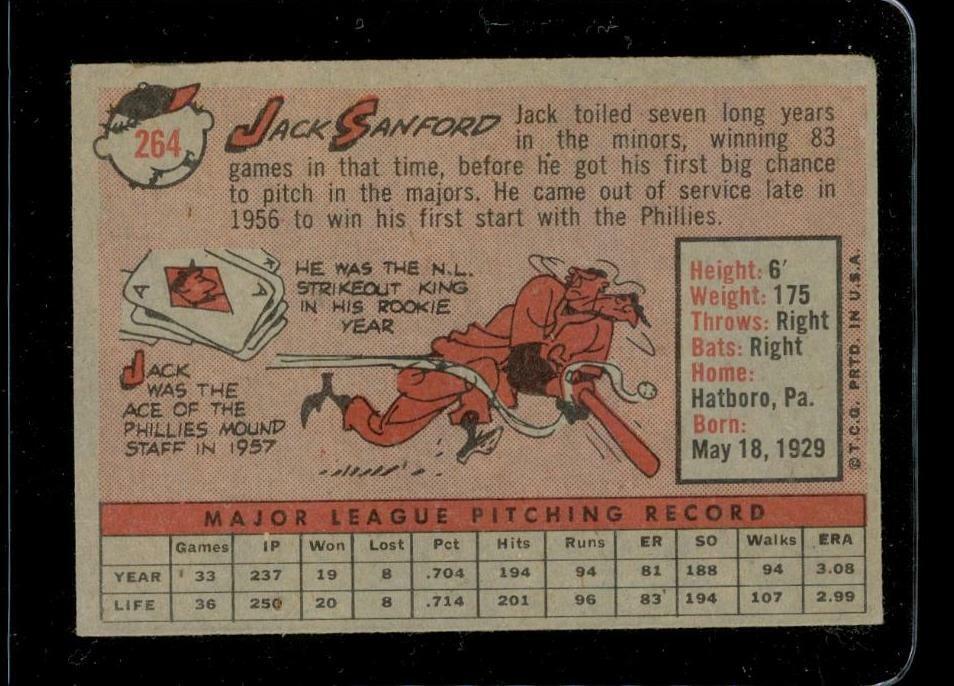 264
JACK SANFORD
Jack toiled seven long years
in the minors, winning 83
games in that time, before he got his first big chance
to pitch in the majors. He came out of service late in
1956 to win his first start with the Phillies.
A
K
A
HE WAS THE N.L.
STRIKEOUT KING
IN HIS ROOKIE
YEAR
JACK
WAS THE
ACE OF THE
PHILLIES MOUND
STAFF IN 1957
Height: 6'
Weight: 175
Throws: Right
Bats: Right
Home:
Hatboro, Pa.
Born:
May 18, 1929
© T.C.G. PRTD. IN U.S.A.
MAJOR LEAGUE PITCHING RECORD
Games IP Won Lost Pct Hits Runs ER SO Walks ERA
YEAR 33 237 19 8 .704 194 94 81 188 94 3.08
LIFE 36 250 20 8 .714 201 96 83 194 107 2.99